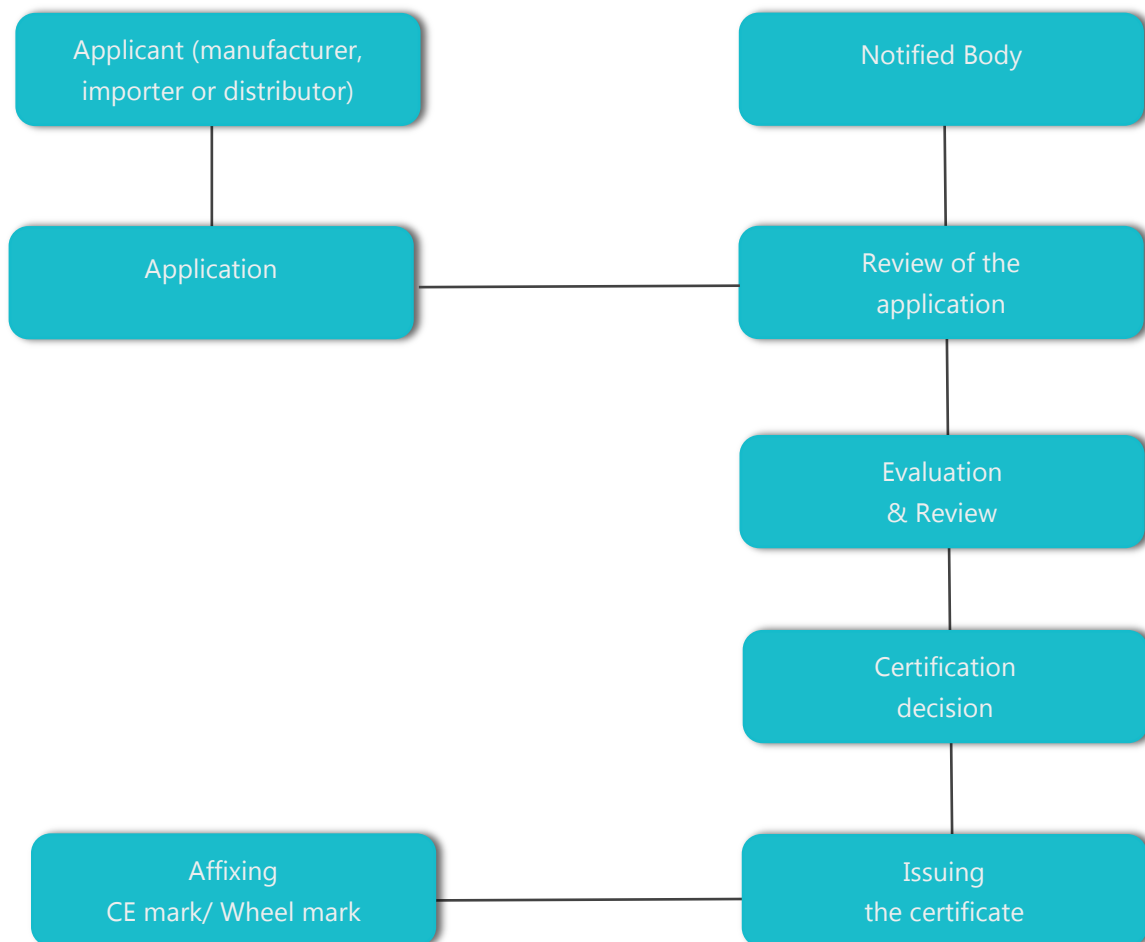 Applicant (manufacturer,
importer or distributor)
Notified Body
Application
Review of the
application
Evaluation
& Review
Certification
decision
Affixing
CE mark/ Wheel mark
Issuing
the certificate